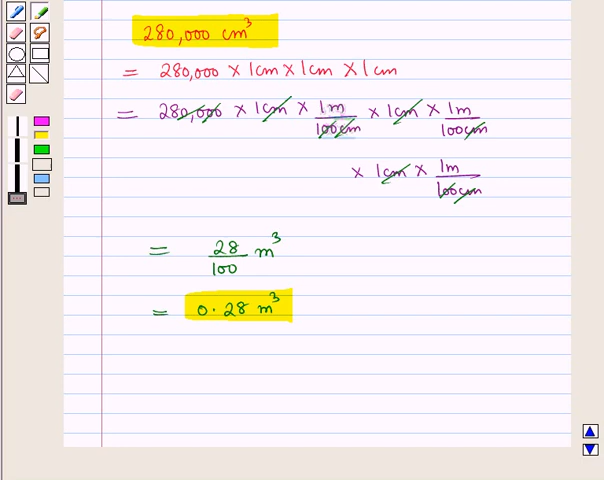 280,000 cm³
= 280,000 × 1cm × 1cm × 1cm
= 280,000 × 1cm × 1m/100cm × 1cm × 1m/100cm
× 1cm × 1m/100cm
= 28/100 m³
= 0.28 m³